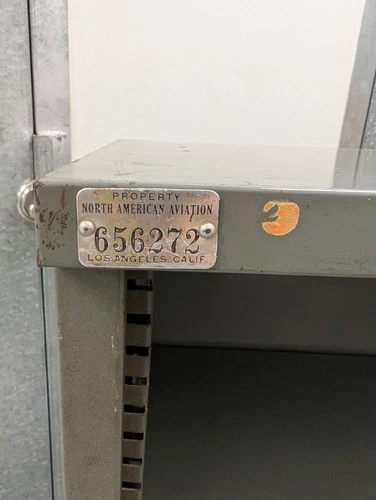 PROPERTY
NORTH AMERICAN AVIATION
656272
LOS ANGELES, CALIF.